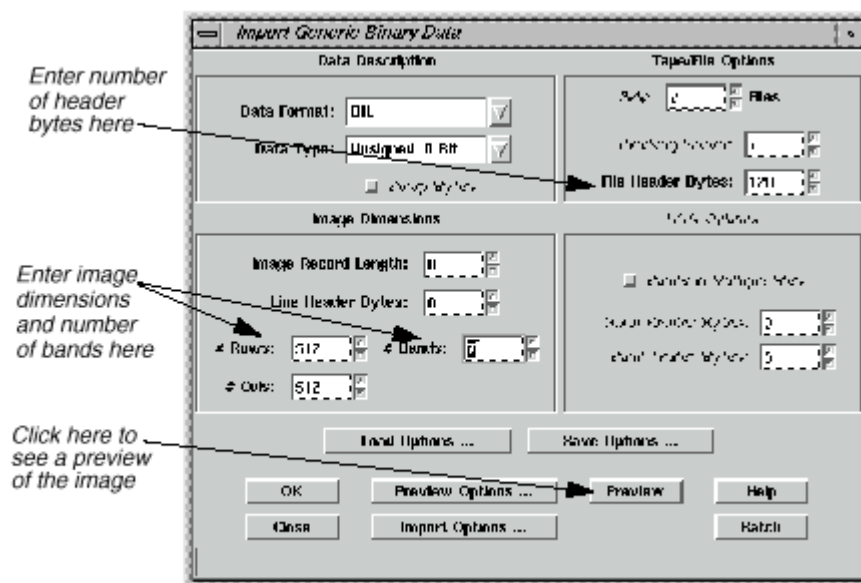 Import Generic Binary Data
Data Description
Tape/File Options
Enter number
of header
bytes here
Data Format: BIL
Data Type: Unsigned 8 Bit
Files
File Header Bytes: 128
Image Dimensions
Image Record Length: 0
Line Header Bytes: 0
Enter image
dimensions
and number
of bands here
# Rows: 512
# Bands:
# Cols: 512
Click here to
see a preview
of the image
Load Options ...
Save Options ...
OK
Preview Options ...
Preview
Help
Close
Import Options ...
Batch